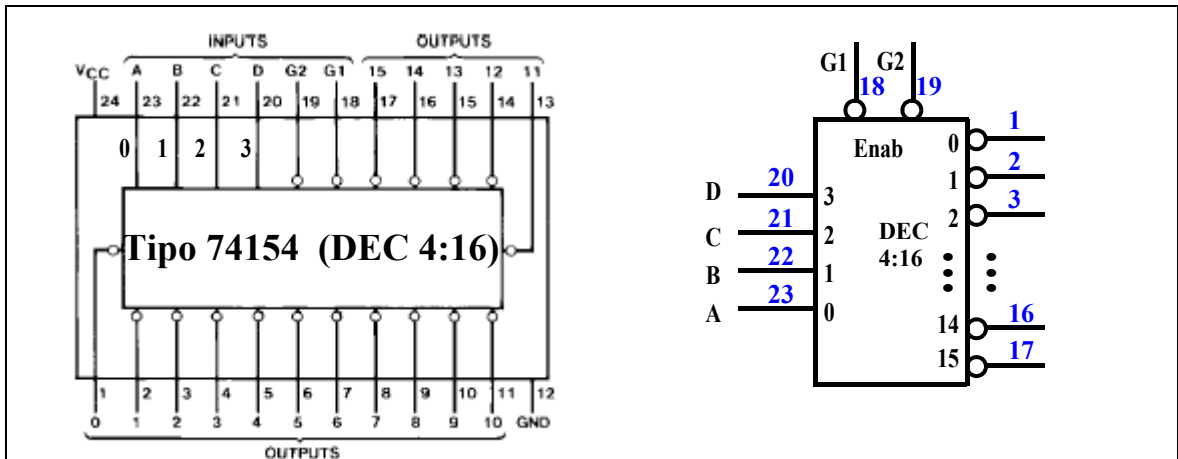 INPUTS OUTPUTS
VCC A B C D G2 G1 15 14 13 12 11
24 23 22 21 20 19 18 17 16 15 14 13
0 1 2 3
Tipo 74154 (DEC 4:16)
1 2 3 4 5 6 7 8 9 10 11 12
0 1 2 3 4 5 6 7 8 9 10 GND
OUTPUTS
G1 G2
18 19
Enab
0 1
1 2
2 3
D 20 3
C 21 2
B 22 1
A 23 0
DEC
4:16
14 16
15 17